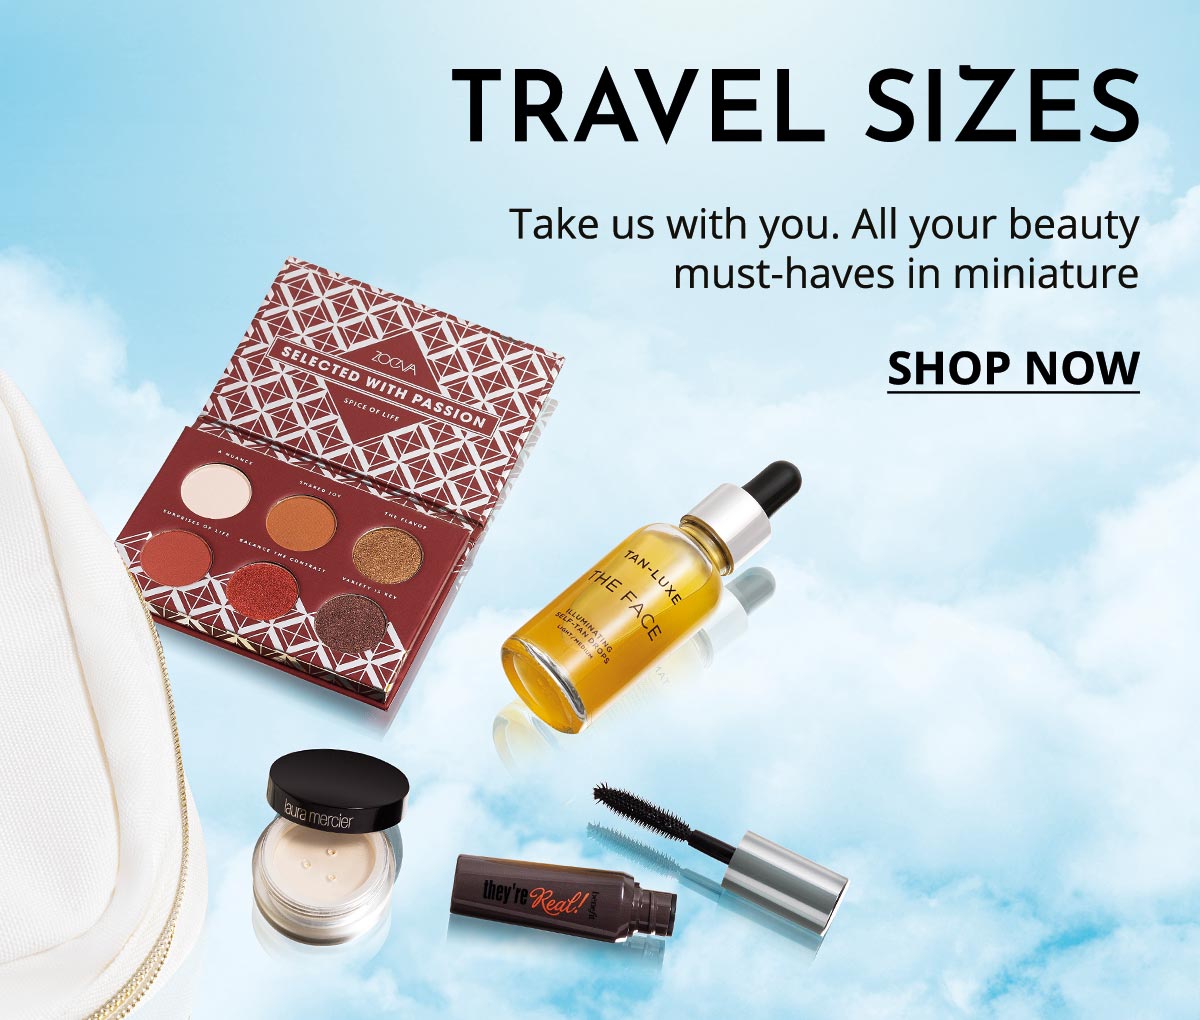 TRAVEL SIZES
Take us with you. All your beauty
must-haves in miniature
SHOP NOW
ZOEVA
SELECTED WITH PASSION
SPICE OF LIFE
A NUANCE
SHARED JOY
THE FLAVOR
SURPRISES OF LIFE
BALANCE THE CONTRAST
VARIETY IS KEY
TAN-LUXE
THE FACE
ILLUMINATING
SELF-TAN DROPS
LIGHT/MEDIUM
laura mercier
they're Real!
benefit